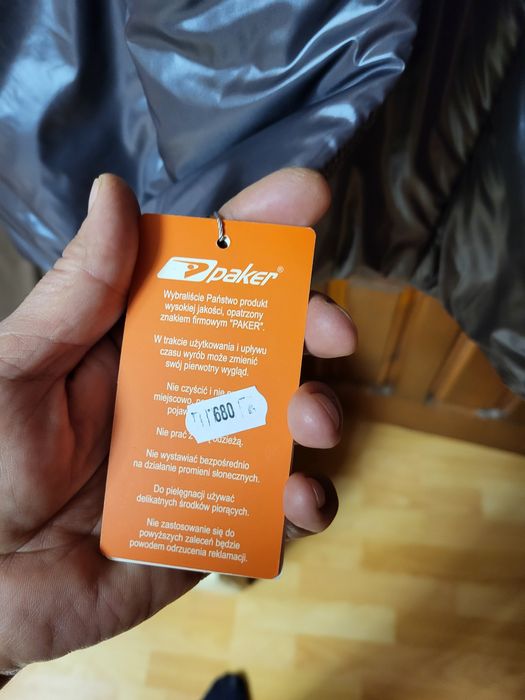 paker®
Wybraliście Państwo produkt
wysokiej jakości, opatrzony
znakiem firmowym "PAKER".
W trakcie użytkowania i upływu
czasu wyrób może zmienić
swój pierwotny wygląd.
Nie czyścić i nie
miejscowo,
680
Nie prać z
Nie wystawiać bezpośrednio
na działanie promieni słonecznych.
Do pielęgnacji używać
delikatnych środków piorących.
Nie zastosowanie się do
powyższych zaleceń będzie
powodem odrzucenia reklamacji.